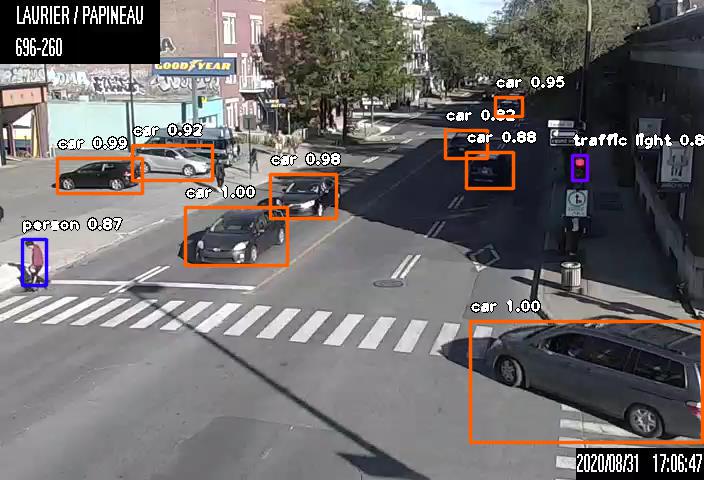 LAURIER / PAPINEAU
696-260
GOODYEAR
car 0.95
car 0.99
car 0.92
car 0.88
traffic light 0.8
car 0.98
car 1.00
person 0.87
car 1.00
2020/08/31 17:06:47